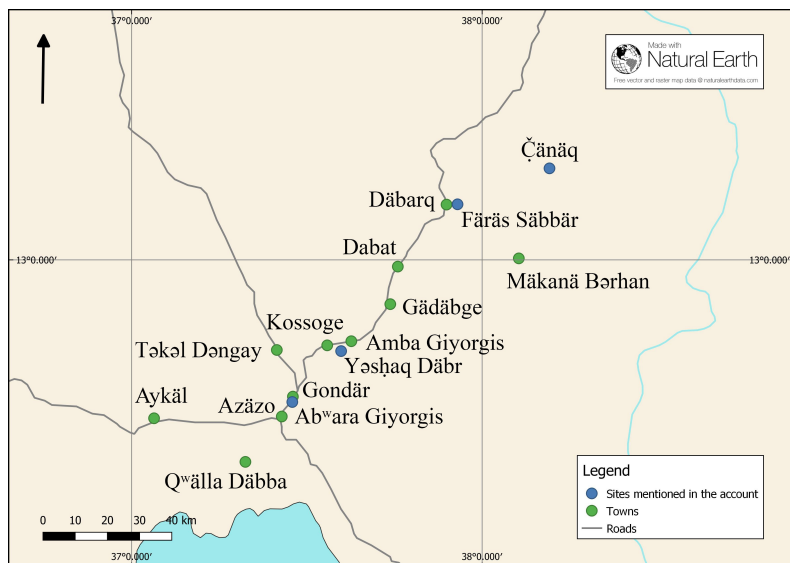 37°0.000′
38°0.000′
Made with
Natural Earth
Free vector and raster map data @ naturalearthdata.com
Č̣änäq
Däbarq
Färäs Säbbär
Dabat
13°0.000′
13°0.000′
Mäkanä Bərhan
Gädäbge
Kossoge
Amba Giyorgis
Təkəl Dəngay
Yəsḥaq Däbr
Aykäl
Azäzo
Gondär
Abʷara Giyorgis
Qʷälla Däbba
Legend
Sites mentioned in the account
Towns
Roads
0 10 20 30 40 km
37°0.000′
38°0.000′